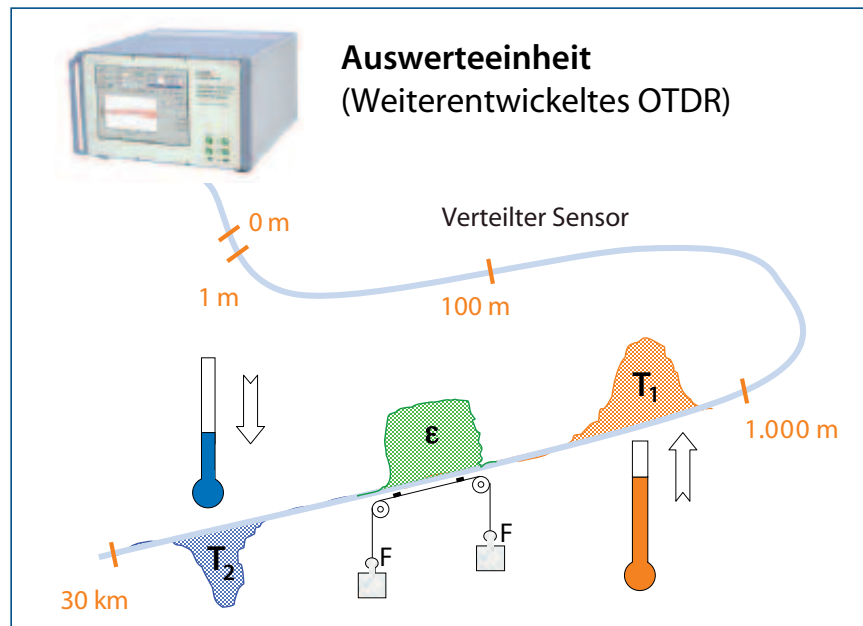 Auswerteeinheit
(Weiterentwickeltes OTDR)
0 m
Verteilter Sensor
1 m
100 m
T₁
1.000 m
ε
F
F
T₂
30 km